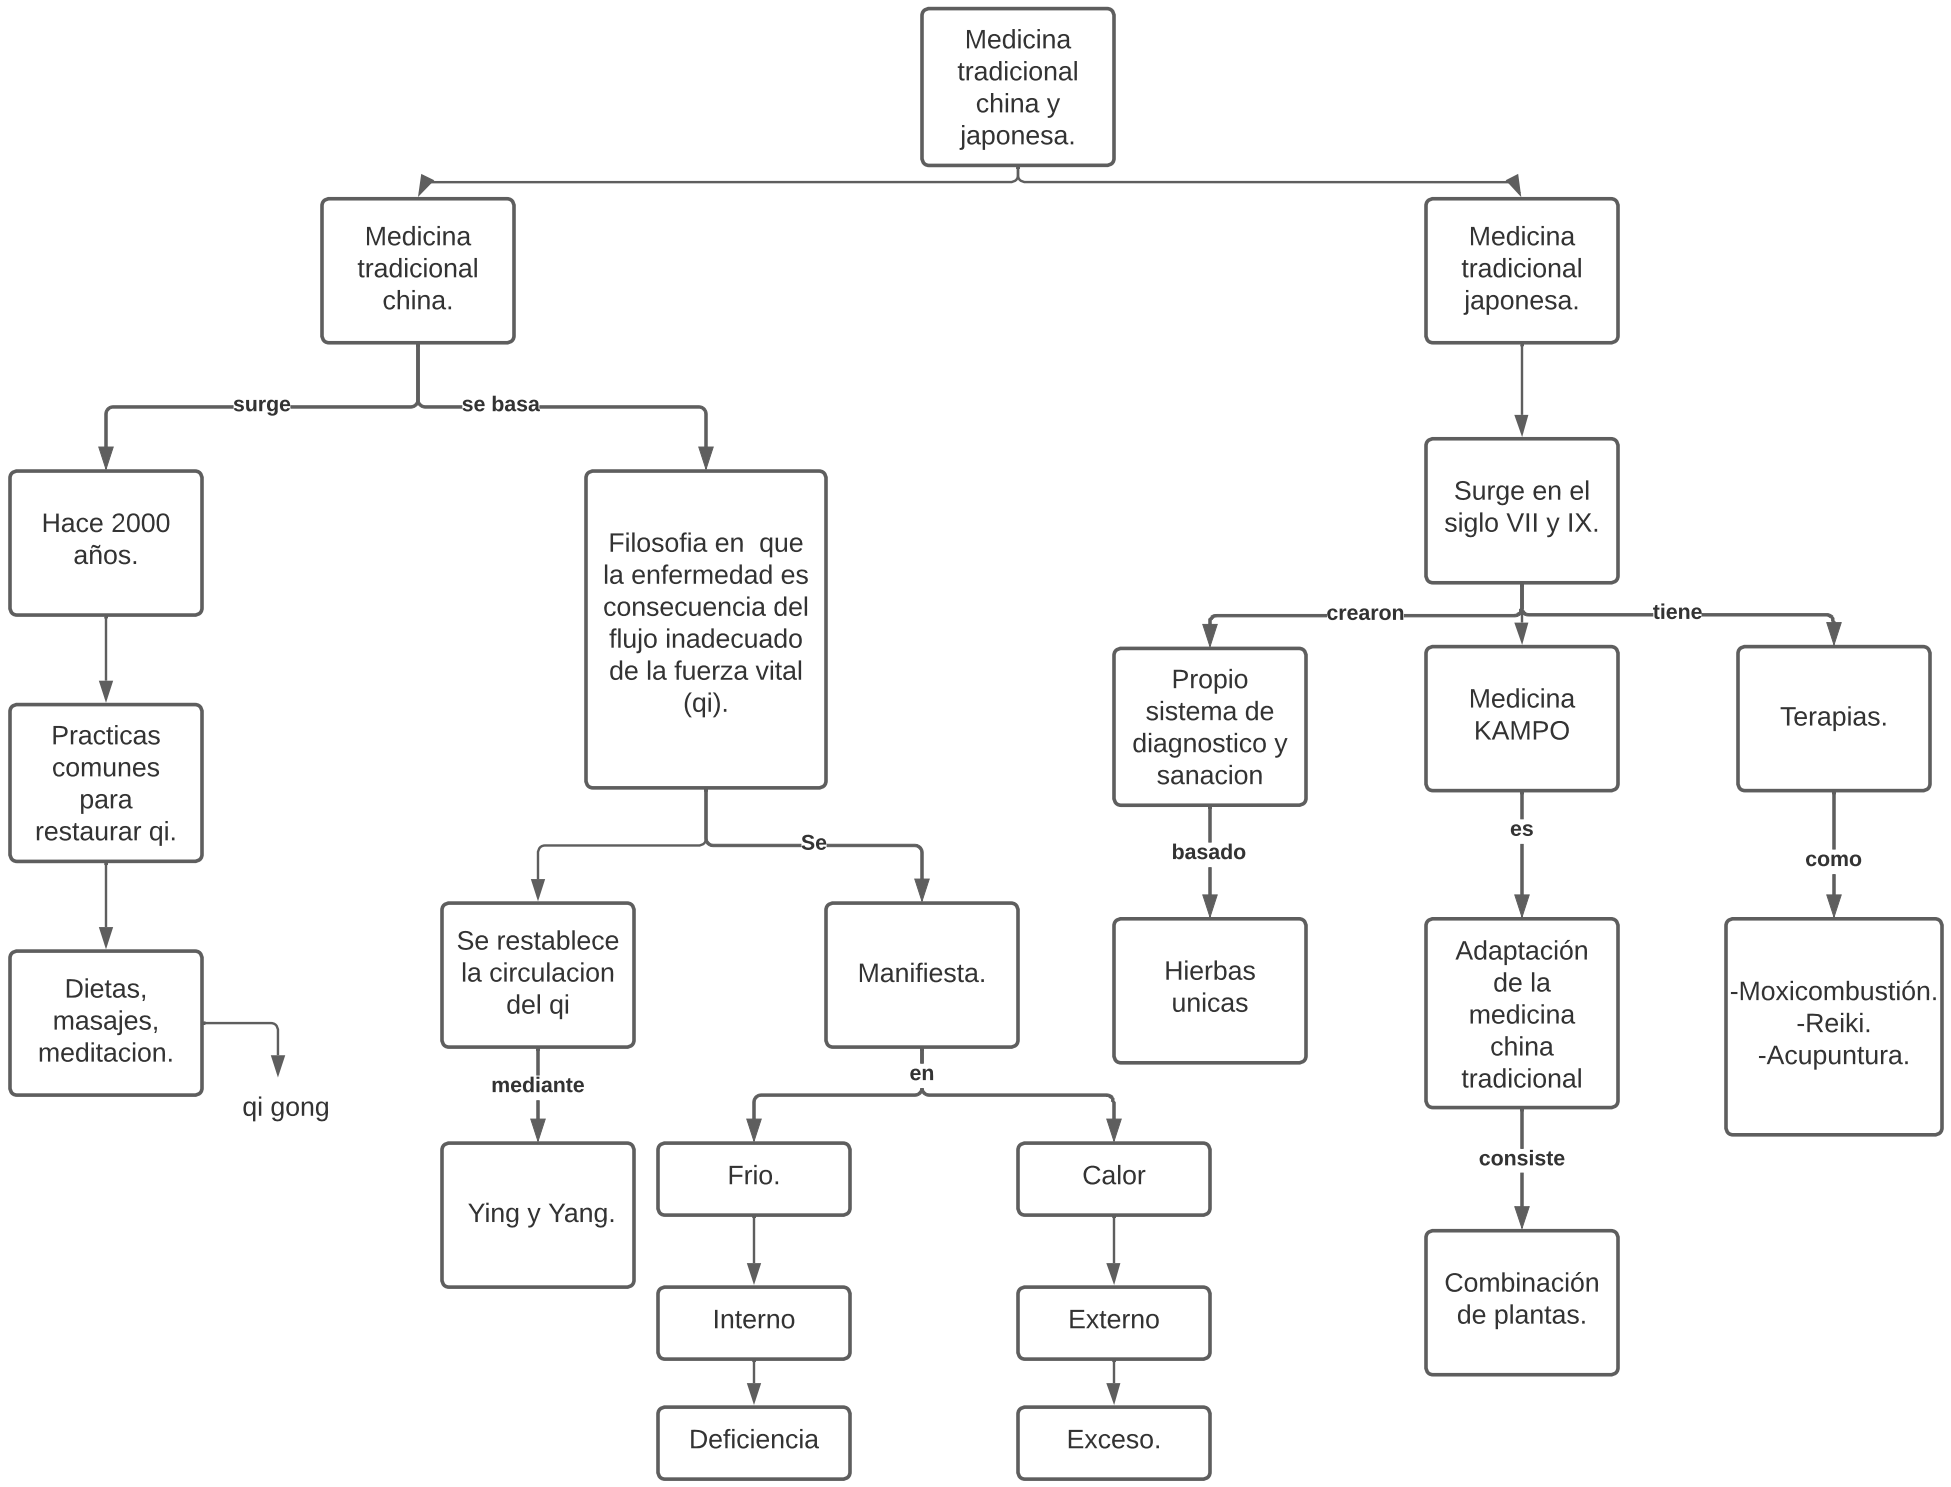 Medicina
tradicional
china y
japonesa.
Medicina
tradicional
china.
Medicina
tradicional
japonesa.
surge
se basa
Hace 2000
años.
Filosofia en  que
la enfermedad es
consecuencia del
flujo inadecuado
de la fuerza vital
(qi).
Surge en el
siglo VII y IX.
crearon
tiene
Practicas
comunes
para
restaurar qi.
Propio
sistema de
diagnostico y
sanacion
Medicina
KAMPO
Terapias.
Se
basado
es
como
Dietas,
masajes,
meditacion.
qi gong
Se restablece
la circulacion
del qi
Manifiesta.
Hierbas
unicas
Adaptación
de la
medicina
china
tradicional
-Moxicombustión.
-Reiki.
-Acupuntura.
mediante
en
Ying y Yang.
Frio.
Calor
consiste
Interno
Externo
Combinación
de plantas.
Deficiencia
Exceso.